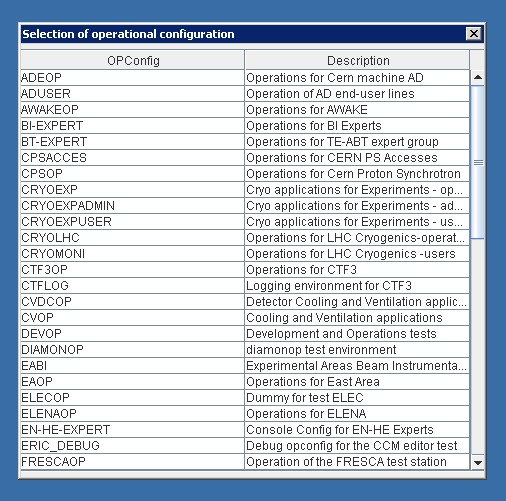 Selection of operational configuration
OPConfig Description
ADEOP Operations for Cern machine AD
ADUSER Operation of AD end-user lines
AWAKEOP Operations for AWAKE
BI-EXPERT Operations for BI Experts
BT-EXPERT Operations for TE-ABT expert group
CPSACCES Operations for CERN PS Accesses
CPSOP Operations for Cern Proton Synchrotron
CRYOEXP Cryo applications for Experiments - op...
CRYOEXPADMIN Cryo applications for Experiments - ad...
CRYOEXPUSER Cryo applications for Experiments - us...
CRYOLHC Operations for LHC Cryogenics-operat...
CRYOMONI Operations for LHC Cryogenics -users
CTF3OP Operations for CTF3
CTFLOG Logging environment for CTF3
CVDCOP Detector Cooling and Ventilation applic...
CVOP Cooling and Ventilation applications
DEVOP Development and Operations tests
DIAMONOP diamonop test environment
EABI Experimental Areas Beam Instrumenta...
EAOP Operations for East Area
ELECOP Dummy for test ELEC
ELENAOP Operations for ELENA
EN-HE-EXPERT Console Config for EN-HE Experts
ERIC_DEBUG Debug opconfig for the CCM editor test
FRESCAOP Operation of the FRESCA test station